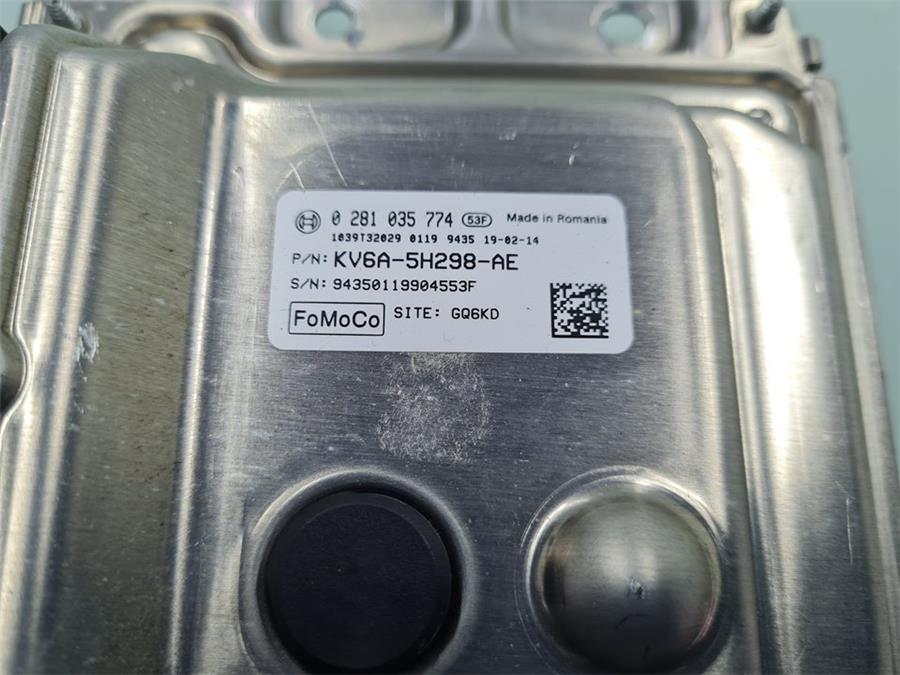 0 281 035 774 53F Made in Romania
1039T32029 0119 9435 19-02-14
P/N: KV6A-5H298-AE
S/N: 94350119904553F
FoMoCo SITE: GQ6KD